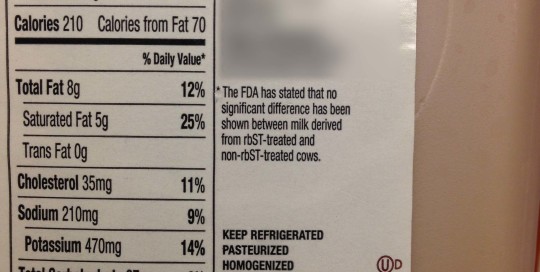 Calories 210 Calories from Fat 70
% Daily Value*
Total Fat 8g 12%
Saturated Fat 5g 25%
Trans Fat 0g
Cholesterol 35mg 11%
Sodium 210mg 9%
Potassium 470mg 14%
*The FDA has stated that no
significant difference has been
shown between milk derived
from rbST-treated and
non-rbST-treated cows.
KEEP REFRIGERATED
PASTEURIZED
HOMOGENIZED
UD